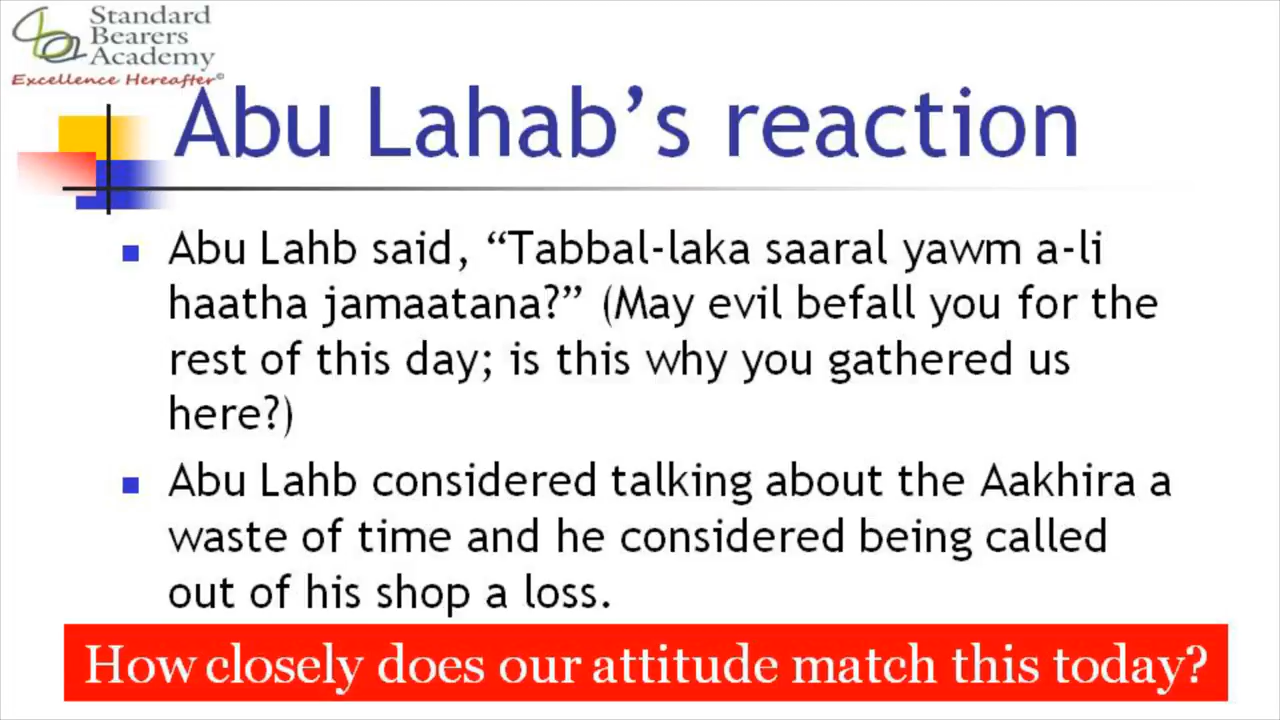 Standard
Bearers
Academy
Excellence Hereafter©
Abu Lahab’s reaction
Abu Lahb said, “Tabbal-laka saaral yawm a-li
haatha jamaatana?” (May evil befall you for the
rest of this day; is this why you gathered us
here?)
Abu Lahb considered talking about the Aakhira a
waste of time and he considered being called
out of his shop a loss.
How closely does our attitude match this today?